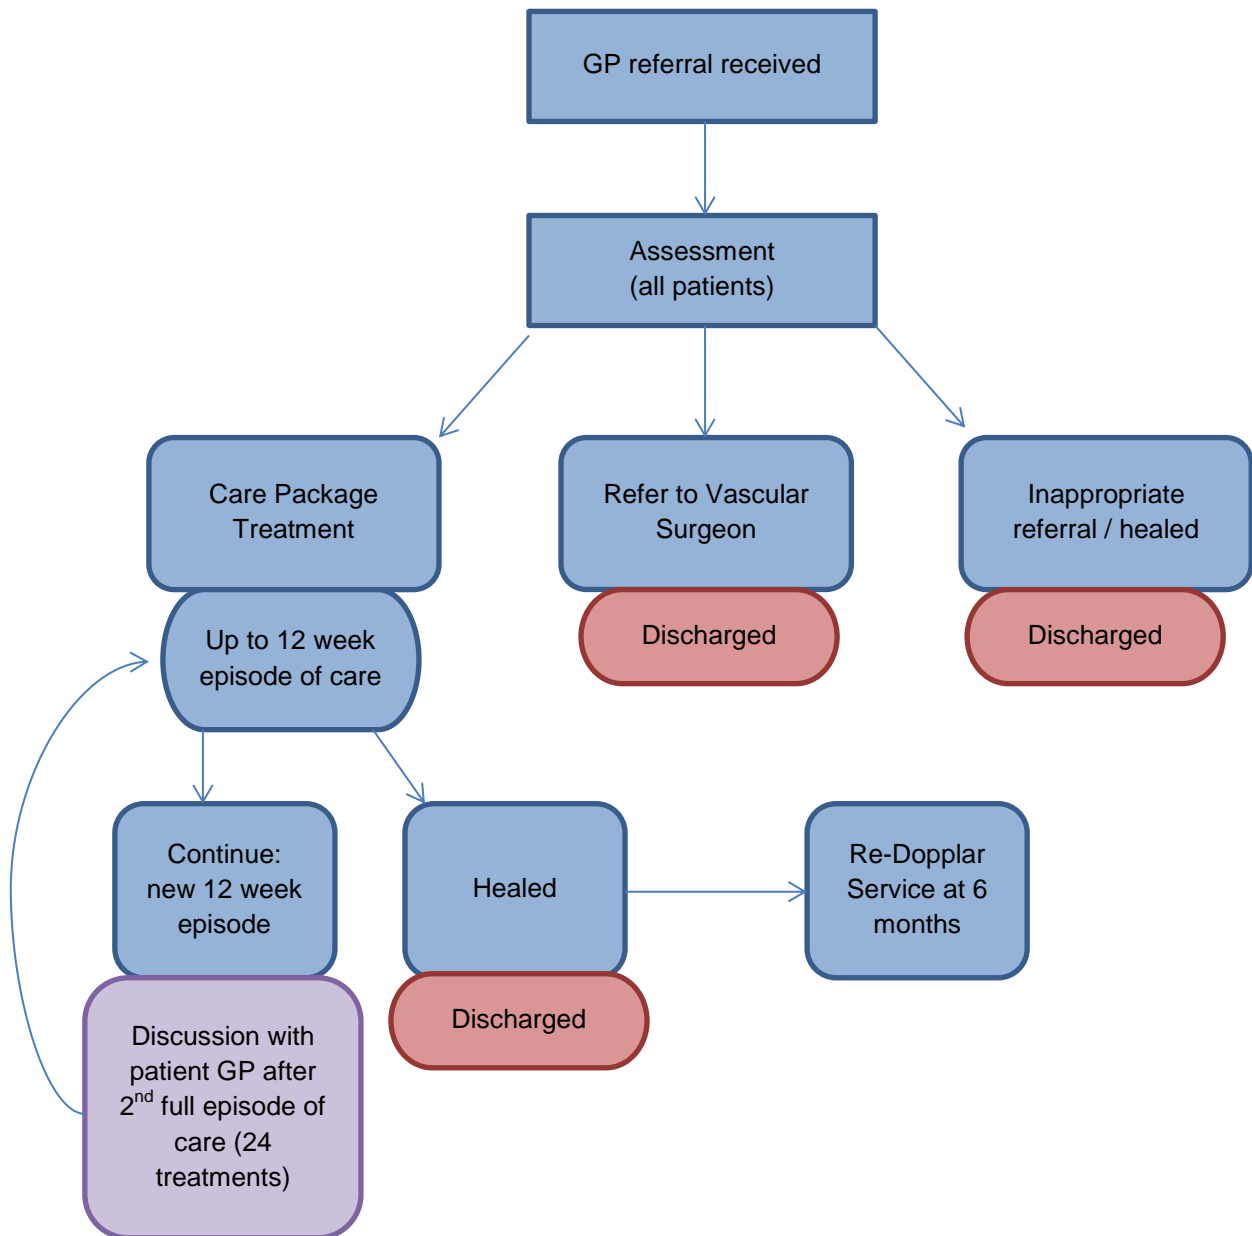 GP referral received
Assessment
(all patients)
Care Package
Treatment
Refer to Vascular
Surgeon
Inappropriate
referral / healed
Up to 12 week
episode of care
Discharged
Discharged
Continue:
new 12 week
episode
Healed
Re-Dopplar
Service at 6
months
Discussion with
patient GP after
2nd full episode of
care (24
treatments)
Discharged